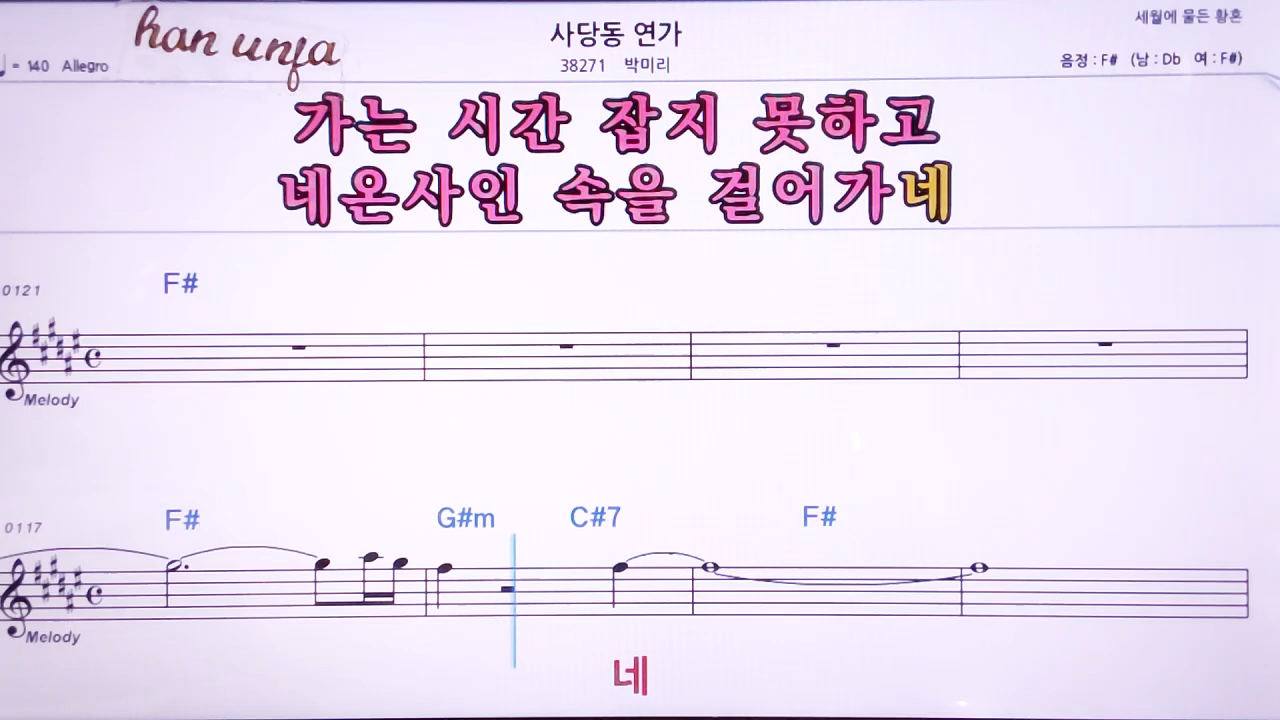 han unfa
사당동 연가
세월에 물든 황혼
= 140 Allegro
38271 박미리
음정 : F# (남 : Db 여 : F#)
가는 시간 잡지 못하고
네온사인 속을 걸어가네
0121
F#
Melody
0117
F# G#m C#7 F#
Melody
네